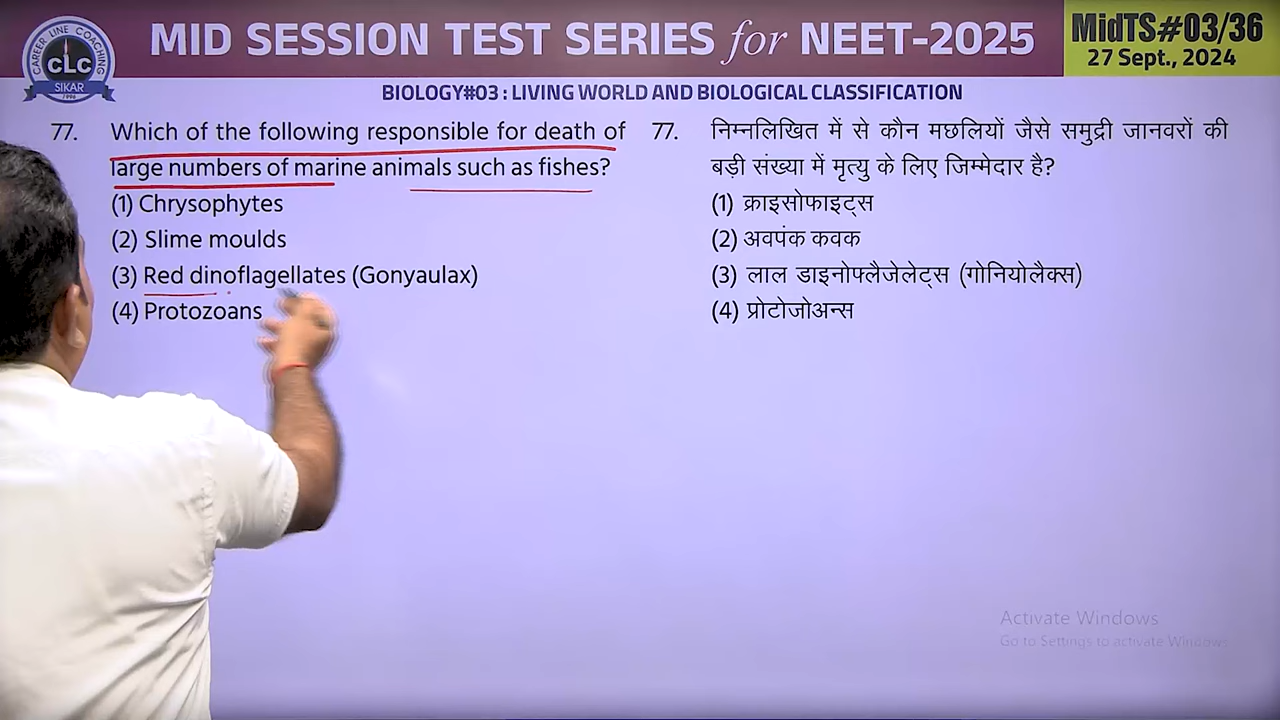 MID SESSION TEST SERIES for NEET-2025
MidTS#03/36
27 Sept., 2024
CAREER LINE COACHING
CLC
SIKAR
1996
BIOLOGY#03 : LIVING WORLD AND BIOLOGICAL CLASSIFICATION
77. Which of the following responsible for death of
large numbers of marine animals such as fishes?
(1) Chrysophytes
(2) Slime moulds
(3) Red dinoflagellates (Gonyaulax)
(4) Protozoans
77. निम्नलिखित में से कौन मछलियों जैसे समुद्री जानवरों की
बड़ी संख्या में मृत्यु के लिए जिम्मेदार है?
(1) क्राइसोफाइट्स
(2) अवपंक कवक
(3) लाल डाइनोफ्लैजेलेट्स (गोनियोलैक्स)
(4) प्रोटोजोअन्स
Activate Windows
Go to Settings to activate Windows.